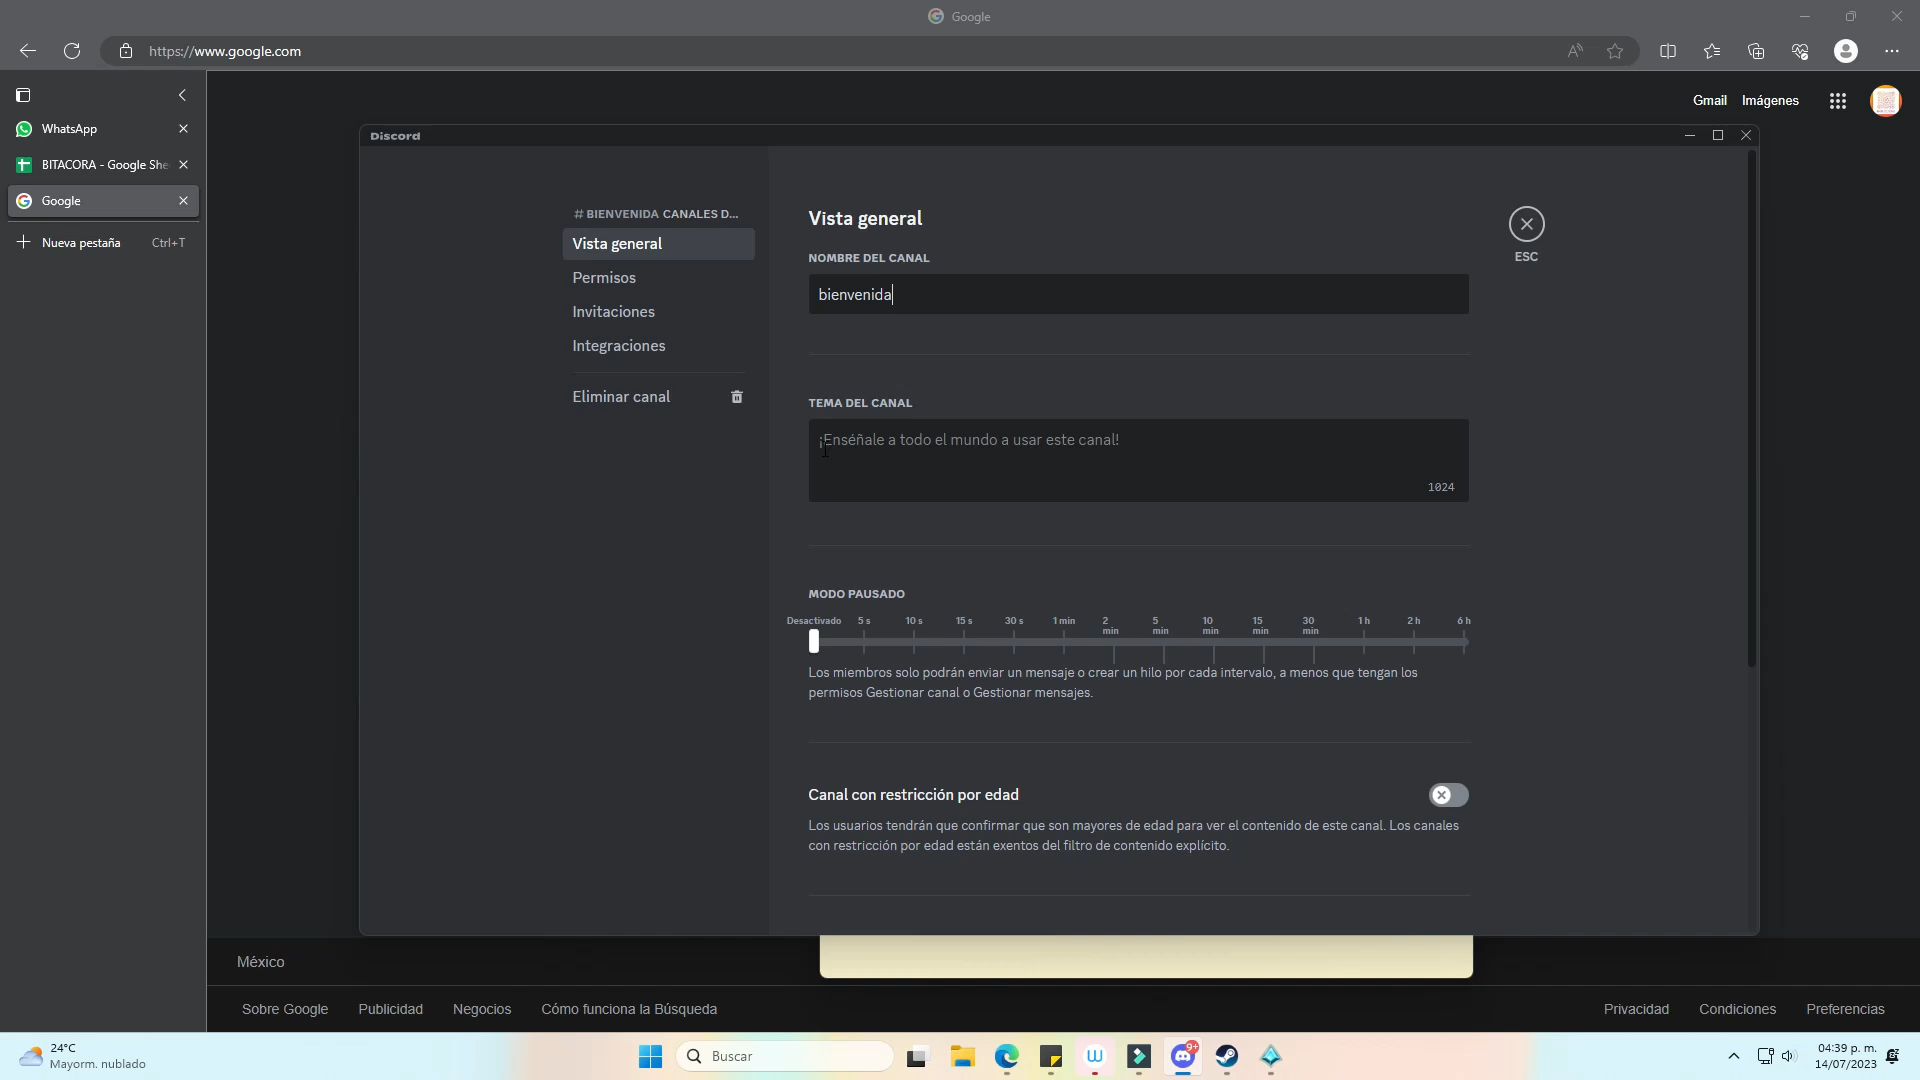 Google
https://www.google.com
WhatsApp
BITACORA - Google She
Google
Nueva pestaña Ctrl+T
Gmail Imágenes
Discord
# BIENVENIDA CANALES D...
Vista general
Permisos
Invitaciones
Integraciones
Eliminar canal
Vista general
NOMBRE DEL CANAL
bienvenida
ESC
TEMA DEL CANAL
¡Enséñale a todo el mundo a usar este canal!
1024
MODO PAUSADO
Desactivado 5 s 10 s 15 s 30 s 1 min 2 min 5 min 10 min 15 min 30 min 1 h 2 h 6 h
Los miembros solo podrán enviar un mensaje o crear un hilo por cada intervalo, a menos que tengan los
permisos Gestionar canal o Gestionar mensajes.
Canal con restricción por edad
Los usuarios tendrán que confirmar que son mayores de edad para ver el contenido de este canal. Los canales
con restricción por edad están exentos del filtro de contenido explícito.
México
Sobre Google Publicidad Negocios Cómo funciona la Búsqueda
Privacidad Condiciones Preferencias
24°C
Mayorm. nublado
Buscar
9+
04:39 p. m.
14/07/2023